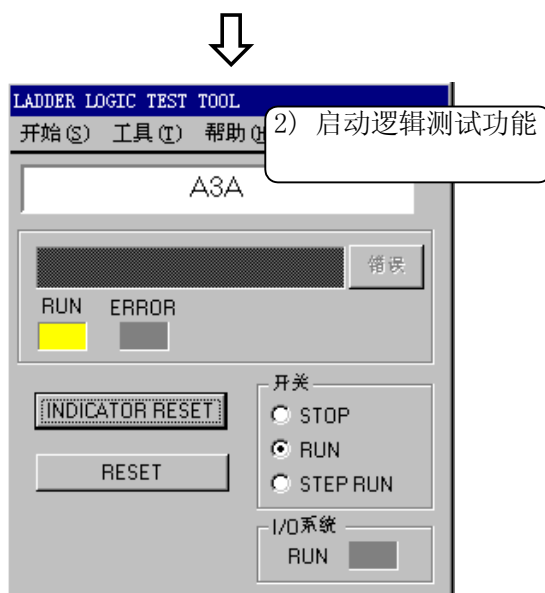 LADDER LOGIC TEST TOOL
开始(S) 工具(T) 帮助(H
2) 启动逻辑测试功能
A3A
错误
RUN ERROR
INDICATOR RESET
RESET
开关
STOP
RUN
STEP RUN
I/O系统
RUN